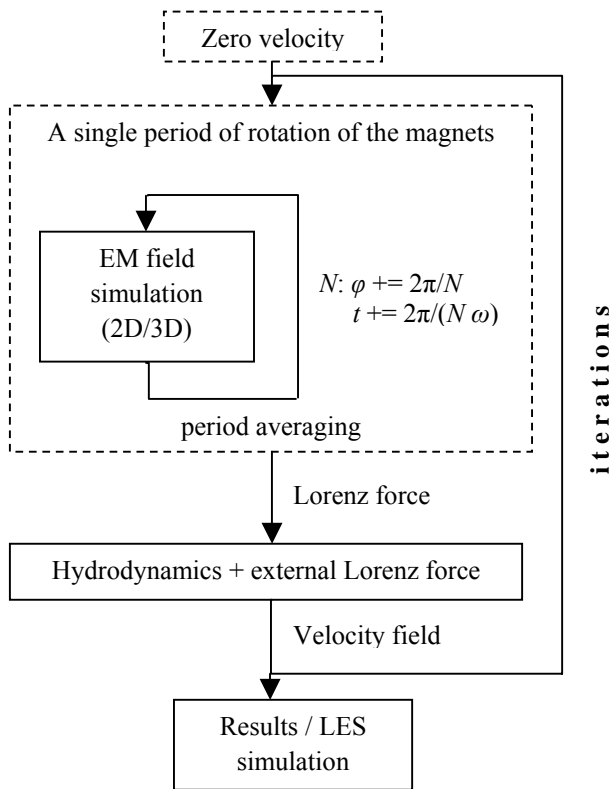 Zero velocity
A single period of rotation of the magnets
EM field
simulation
(2D/3D)
N: φ += 2π/N
t += 2π/(N ω)
period averaging
iterations
Lorenz force
Hydrodynamics + external Lorenz force
Velocity field
Results / LES
simulation